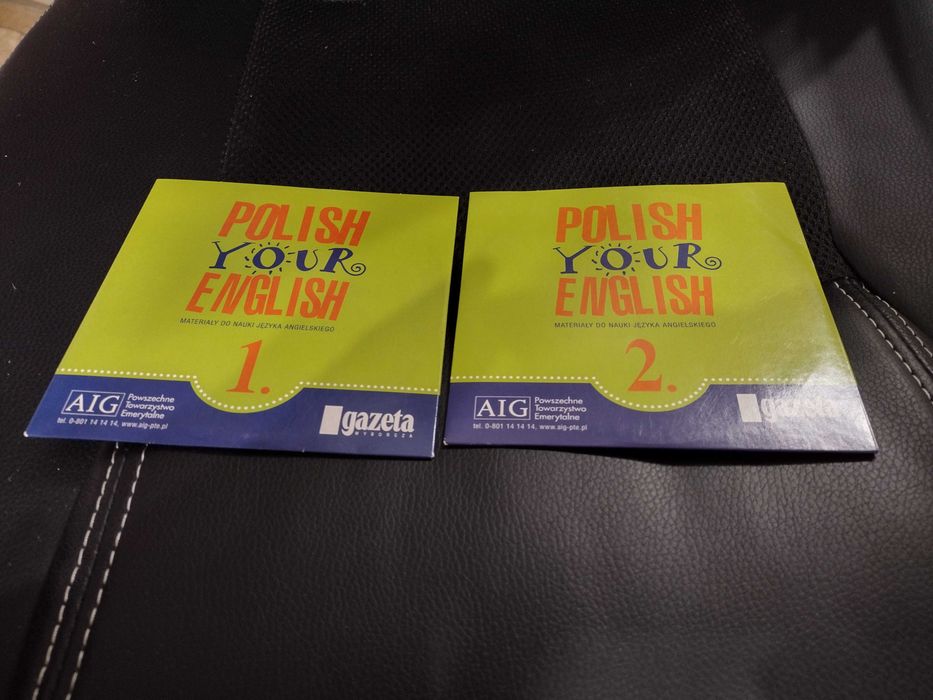 POLISH
YOUR
ENGLISH
MATERIAŁY DO NAUKI JĘZYKA ANGIELSKIEGO
1.
AIG
Powszechne
Towarzystwo
Emerytalne
tel. 0-801 14 14 14, www.aig-pte.pl
gazeta
WYBORCZA
POLISH
YOUR
ENGLISH
MATERIAŁY DO NAUKI JĘZYKA ANGIELSKIEGO
2.
AIG
Powszechne
Towarzystwo
Emerytalne
tel. 0-801 14 14 14, www.aig-pte.pl
gazeta